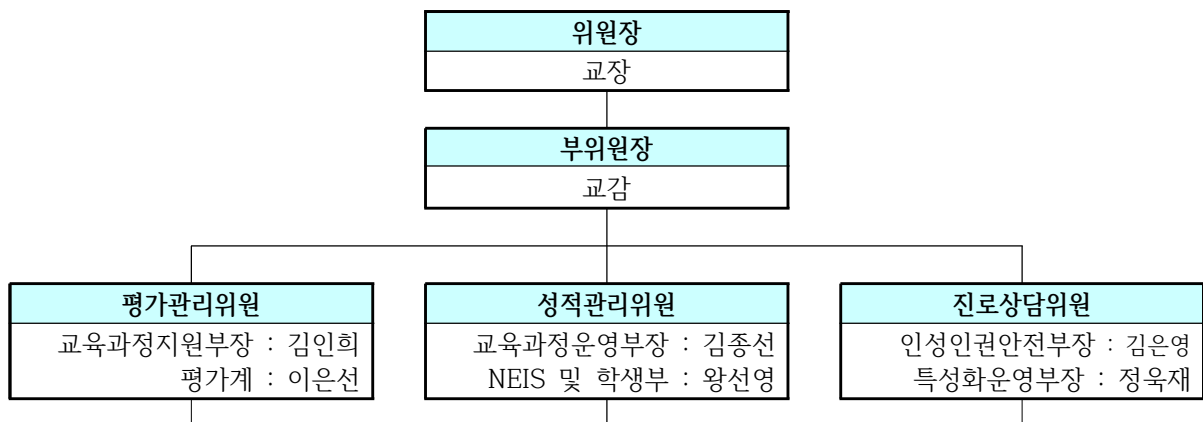 위원장
교장
부위원장
교감
평가관리위원
교육과정지원부장 : 김인희
평가계 : 이은선
성적관리위원
교육과정운영부장 : 김종선
NEIS 및 학생부 : 왕선영
진로상담위원
인성인권안전부장 : 김은영
특성화운영부장 : 정욱재